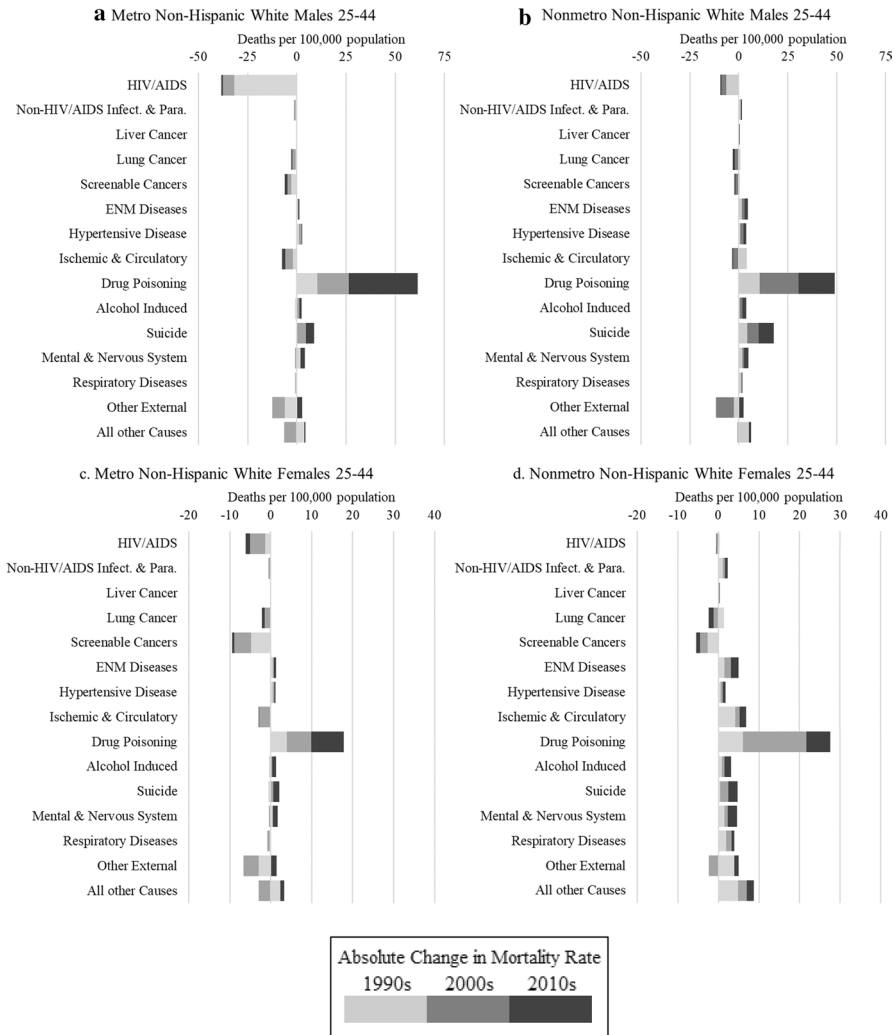 a Metro Non-Hispanic White Males 25-44
Deaths per 100,000 population
-50 -25 0 25 50 75
HIV/AIDS
Non-HIV/AIDS Infect. & Para.
Liver Cancer
Lung Cancer
Screenable Cancers
ENM Diseases
Hypertensive Disease
Ischemic & Circulatory
Drug Poisoning
Alcohol Induced
Suicide
Mental & Nervous System
Respiratory Diseases
Other External
All other Causes
b Nonmetro Non-Hispanic White Males 25-44
Deaths per 100,000 population
-50 -25 0 25 50 75
HIV/AIDS
Non-HIV/AIDS Infect. & Para.
Liver Cancer
Lung Cancer
Screenable Cancers
ENM Diseases
Hypertensive Disease
Ischemic & Circulatory
Drug Poisoning
Alcohol Induced
Suicide
Mental & Nervous System
Respiratory Diseases
Other External
All other Causes
c. Metro Non-Hispanic White Females 25-44
Deaths per 100,000 population
-20 -10 0 10 20 30 40
HIV/AIDS
Non-HIV/AIDS Infect. & Para.
Liver Cancer
Lung Cancer
Screenable Cancers
ENM Diseases
Hypertensive Disease
Ischemic & Circulatory
Drug Poisoning
Alcohol Induced
Suicide
Mental & Nervous System
Respiratory Diseases
Other External
All other Causes
d. Nonmetro Non-Hispanic White Females 25-44
Deaths per 100,000 population
-20 -10 0 10 20 30 40
HIV/AIDS
Non-HIV/AIDS Infect. & Para.
Liver Cancer
Lung Cancer
Screenable Cancers
ENM Diseases
Hypertensive Disease
Ischemic & Circulatory
Drug Poisoning
Alcohol Induced
Suicide
Mental & Nervous System
Respiratory Diseases
Other External
All other Causes
Absolute Change in Mortality Rate
1990s 2000s 2010s